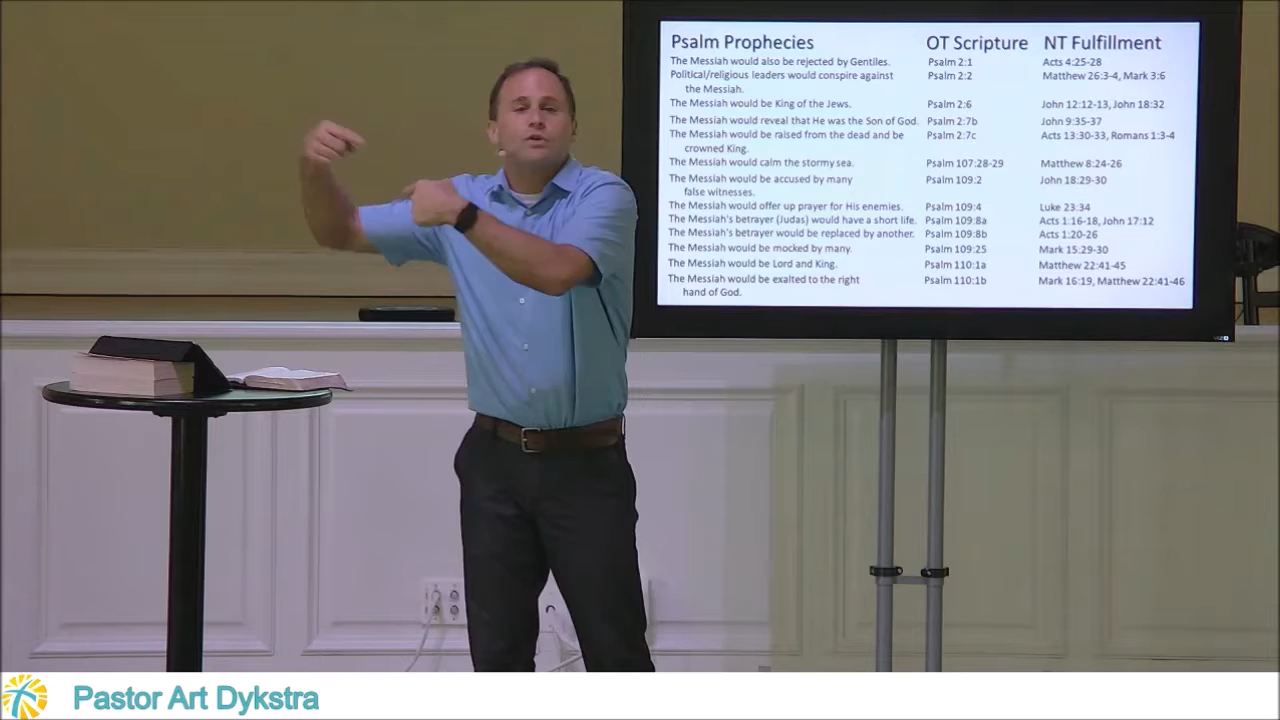 Psalm Prophecies OT Scripture NT Fulfillment
The Messiah would also be rejected by Gentiles. Psalm 2:1 Acts 4:25-28
Political/religious leaders would conspire against Psalm 2:2 Matthew 26:3-4, Mark 3:6
the Messiah.
The Messiah would be King of the Jews. Psalm 2:6 John 12:12-13, John 18:32
The Messiah would reveal that He was the Son of God. Psalm 2:7b John 9:35-37
The Messiah would be raised from the dead and be Psalm 2:7c Acts 13:30-33, Romans 1:3-4
crowned King.
The Messiah would calm the stormy sea. Psalm 107:28-29 Matthew 8:24-26
The Messiah would be accused by many Psalm 109:2 John 18:29-30
false witnesses.
The Messiah would offer up prayer for His enemies. Psalm 109:4 Luke 23:34
The Messiah's betrayer (Judas) would have a short life. Psalm 109:8a Acts 1:16-18, John 17:12
The Messiah's betrayer would be replaced by another. Psalm 109:8b Acts 1:20-26
The Messiah would be mocked by many. Psalm 109:25 Mark 15:29-30
The Messiah would be Lord and King. Psalm 110:1a Matthew 22:41-45
The Messiah would be exalted to the right Psalm 110:1b Mark 16:19, Matthew 22:41-46
hand of God.
Pastor Art Dykstra